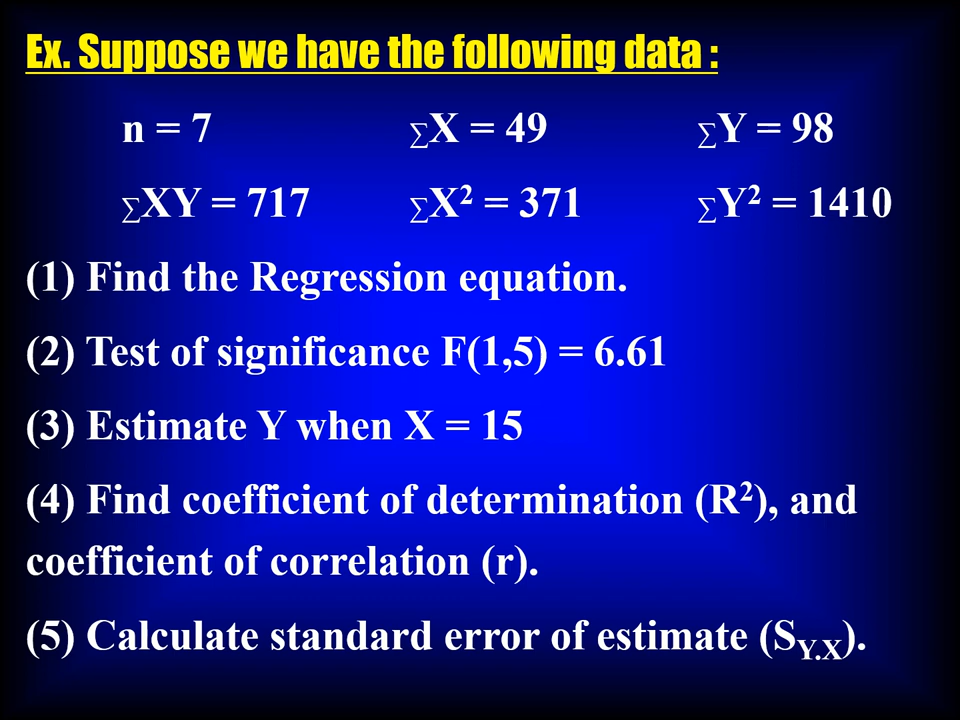 Ex. Suppose we have the following data :
n = 7 ∑X = 49 ∑Y = 98
∑XY = 717 ∑X² = 371 ∑Y² = 1410
(1) Find the Regression equation.
(2) Test of significance F(1,5) = 6.61
(3) Estimate Y when X = 15
(4) Find coefficient of determination (R²), and
coefficient of correlation (r).
(5) Calculate standard error of estimate (S_Y.X).